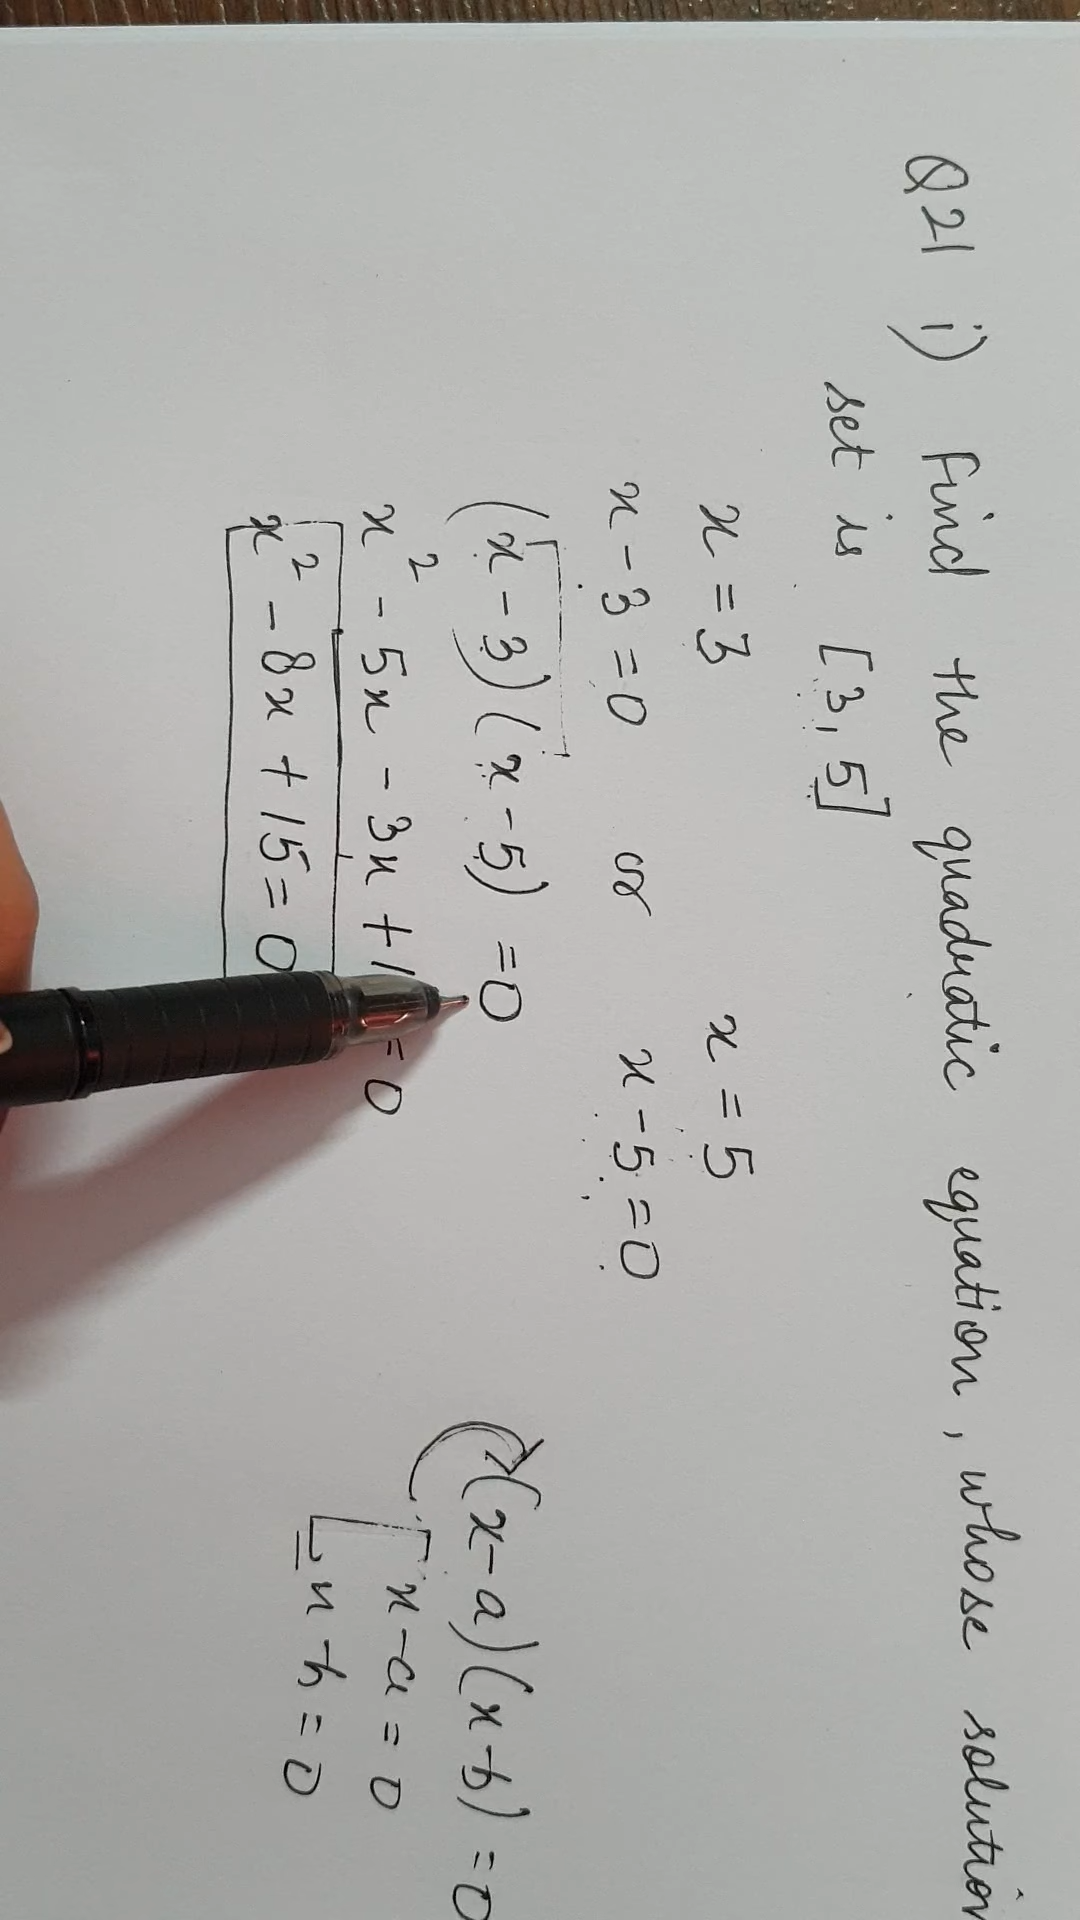 Q21 i) Find the quadratic equation, whose solution
set is [3, 5]
x = 3 x = 5
x - 3 = 0 or x - 5 = 0
(x - 3)(x - 5) = 0 (x-a)(x-b) = 0
x² - 5x - 3x + 1 = 0 x-a = 0
x² - 8x + 15 = 0 x-b = 0